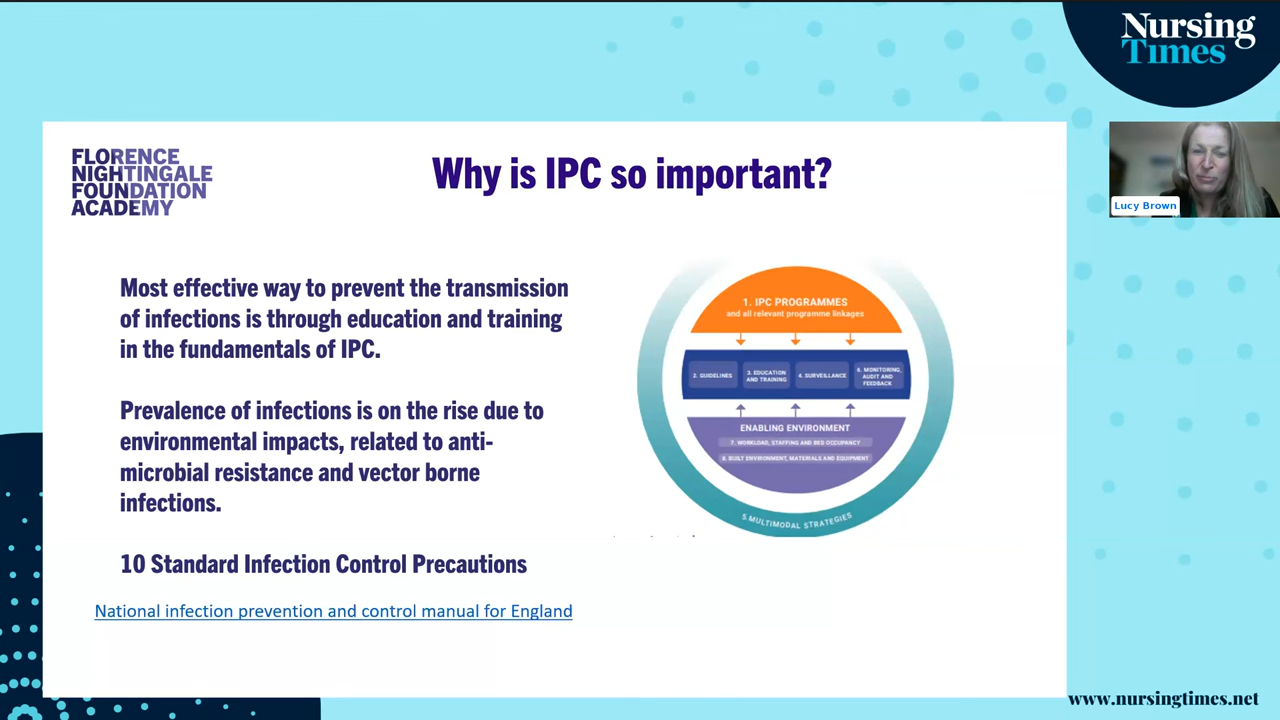 Nursing
Times
FLORENCE
NIGHTINGALE
FOUNDATION
ACADEMY
Why is IPC so important?
Lucy Brown
Most effective way to prevent the transmission
of infections is through education and training
in the fundamentals of IPC.
Prevalence of infections is on the rise due to
environmental impacts, related to anti-
microbial resistance and vector borne
infections.
10 Standard Infection Control Precautions
National infection prevention and control manual for England
1. IPC PROGRAMMES
and all relevant programme linkages
2. GUIDELINES
3. EDUCATION
AND TRAINING
4. SURVEILLANCE
6. MONITORING,
AUDIT AND
FEEDBACK
ENABLING ENVIRONMENT
7. WORKLOAD, STAFFING AND BED OCCUPANCY
8. BUILT ENVIRONMENT, MATERIALS AND EQUIPMENT
5.MULTIMODAL STRATEGIES
www.nursingtimes.net